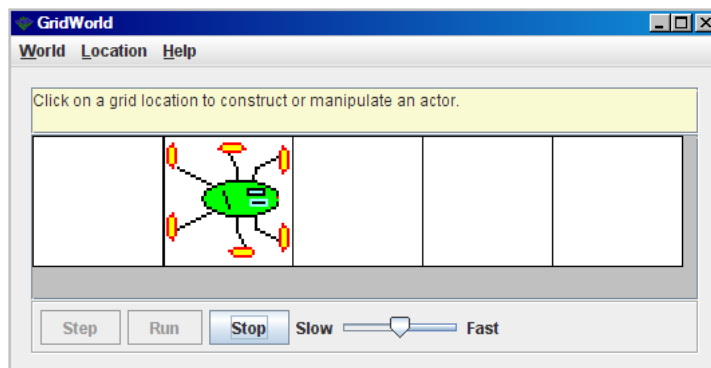 GridWorld
World Location Help
Click on a grid location to construct or manipulate an actor.
Step Run Stop Slow Fast